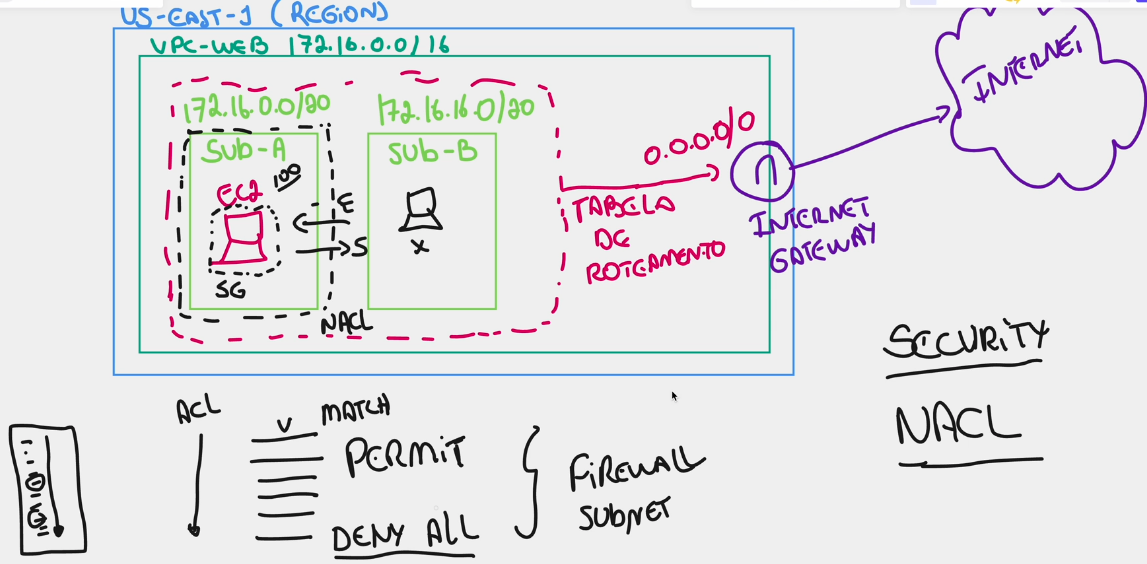 US-EAST-1 (REGION)
VPC-WEB 172.16.0.0/16
INTERNET
172.16.0.0/20
172.16.16.0/20
0.0.0.0/0
SUB-A
SUB-B
EC2
100
E
S
X
SG
NACL
TABELA
DE
ROTEAMENTO
INTERNET
GATEWAY
SECURITY
NACL
ACL
V
MATCH
PERMIT
DENY ALL
FIREWALL
SUBNET